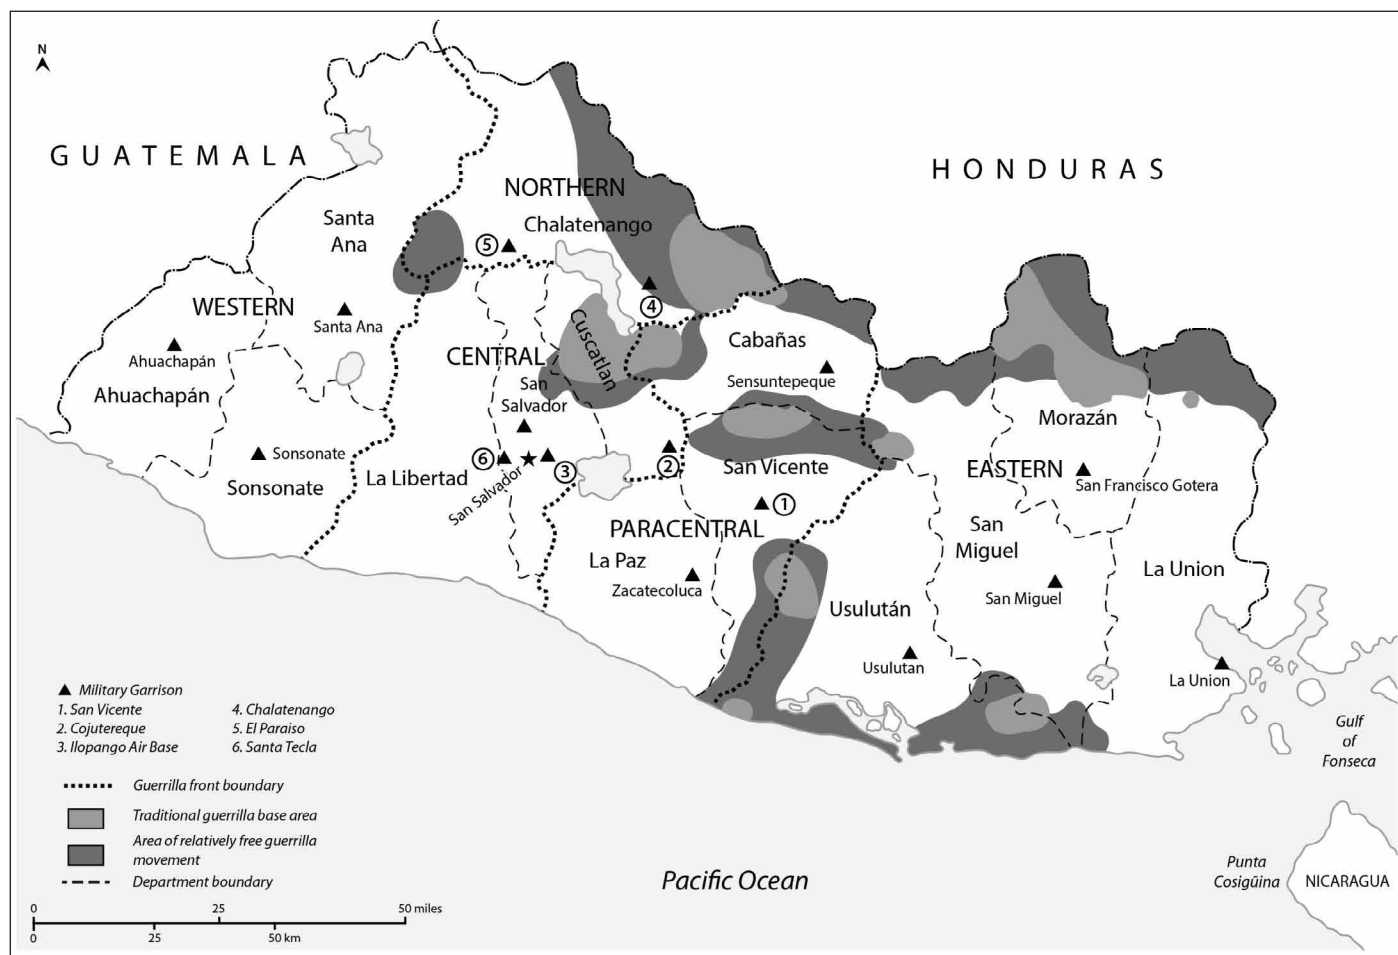 N
GUATEMALA
HONDURAS
NORTHERN
Chalatenango
Santa
Ana
5
4
WESTERN
Santa Ana
Ahuachapán
Ahuachapán
CENTRAL
Cuscatlan
Cabañas
Sensuntepeque
San
Salvador
Morazán
Sonsonate
Sonsonate
La Libertad
6
San Salvador
3
2
San Vicente
EASTERN
San Francisco Gotera
1
PARACENTRAL
San
Miguel
La Paz
Zacatecoluca
La Union
Usulután
San Miguel
Usulutan
La Union
Military Garrison
1. San Vicente
2. Cojutereque
3. Ilopango Air Base
4. Chalatenango
5. El Paraiso
6. Santa Tecla
Guerrilla front boundary
Traditional guerrilla base area
Area of relatively free guerrilla
movement
Department boundary
Gulf
of
Fonseca
Pacific Ocean
Punta
Cosigüina
NICARAGUA
0 25 50 miles
0 25 50 km